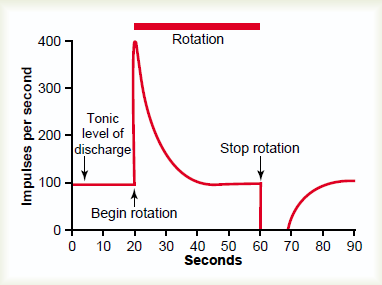 Rotation
400
300
200
100
0
Impulses per second
Tonic
level of
discharge
Begin rotation
Stop rotation
0 10 20 30 40 50 60 70 80 90
Seconds